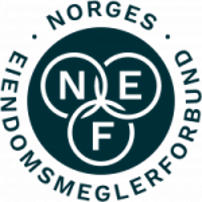 · NORGES ·
EIENDOMSMEGLERFORBUND
N E
F